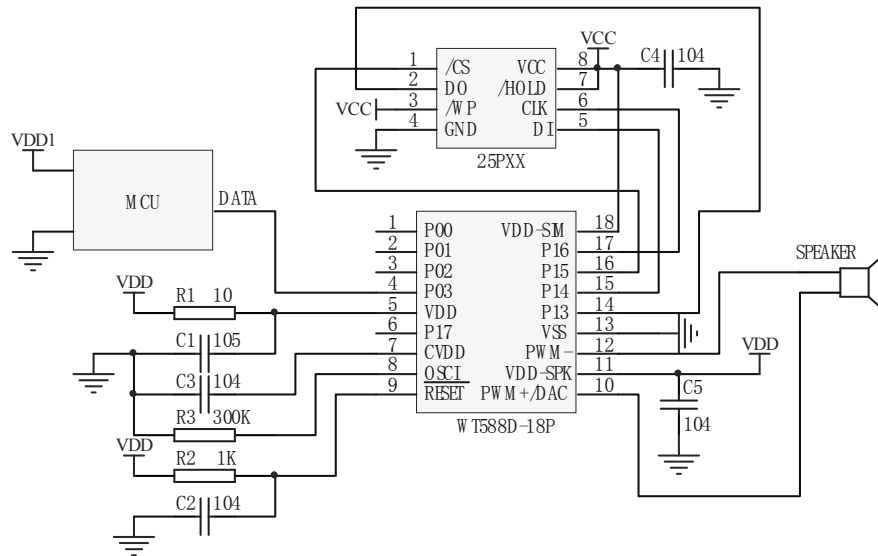 VCC
C4 104
1 /CS VCC 8
2 DO /HOLD 7
VCC 3 /WP CLK 6
4 GND DI 5
25PXX
VDD1
MCU
DATA
1 P00 VDD-SIM 18
2 P01 P16 17
3 P02 P15 16
4 P03 P14 15
5 VDD P13 14
6 P17 VSS 13
7 CVDD PWM- 12
8 OSCI VDD-SPK 11
9 RESET PWM+/DAC 10
WT588D-18P
SPEAKER
VDD
R1 10
C1 105
C3 104
R3 300K
VDD
R2 1K
C2 104
VDD
C5
104